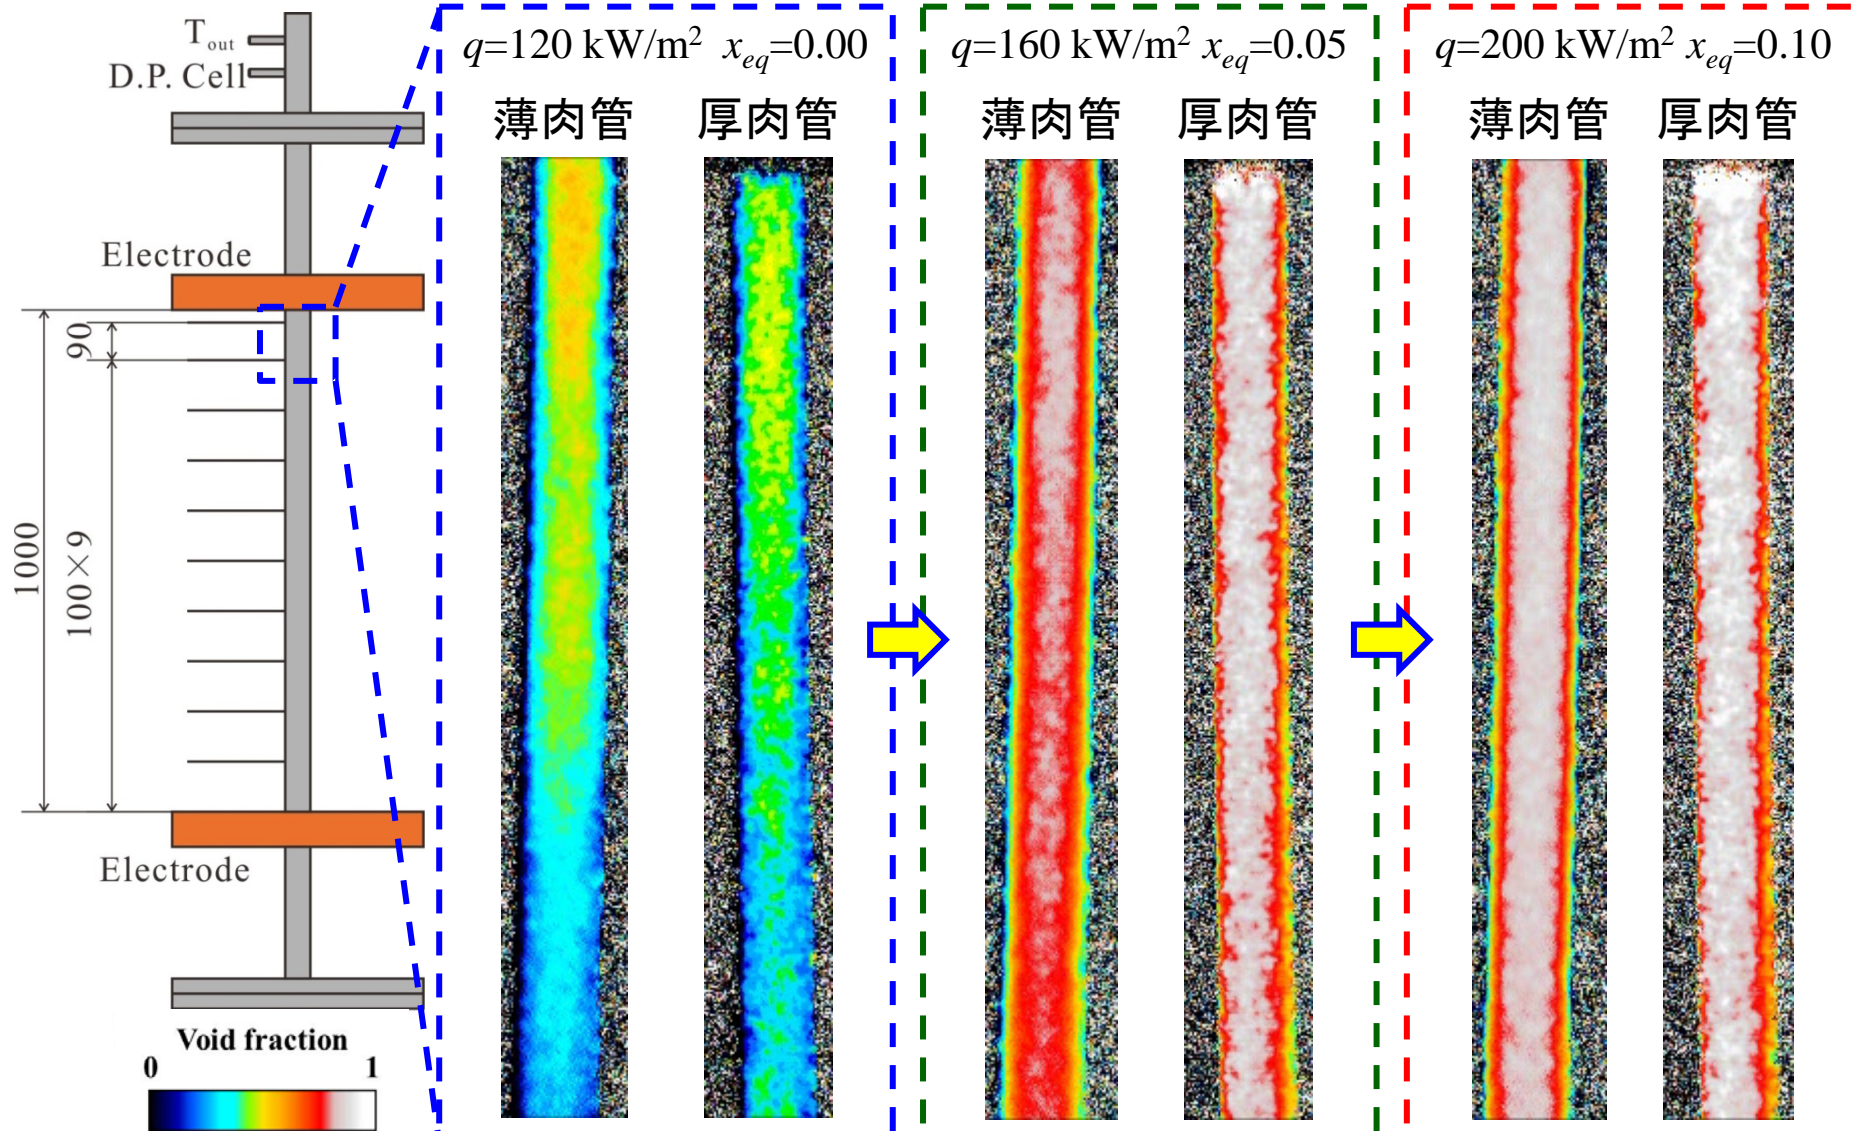 T_out
D.P. Cell
Electrode
90
1000
100×9
Electrode
Void fraction
0 1
q=120 kW/m² x_eq=0.00
薄肉管 厚肉管
q=160 kW/m² x_eq=0.05
薄肉管 厚肉管
q=200 kW/m² x_eq=0.10
薄肉管 厚肉管